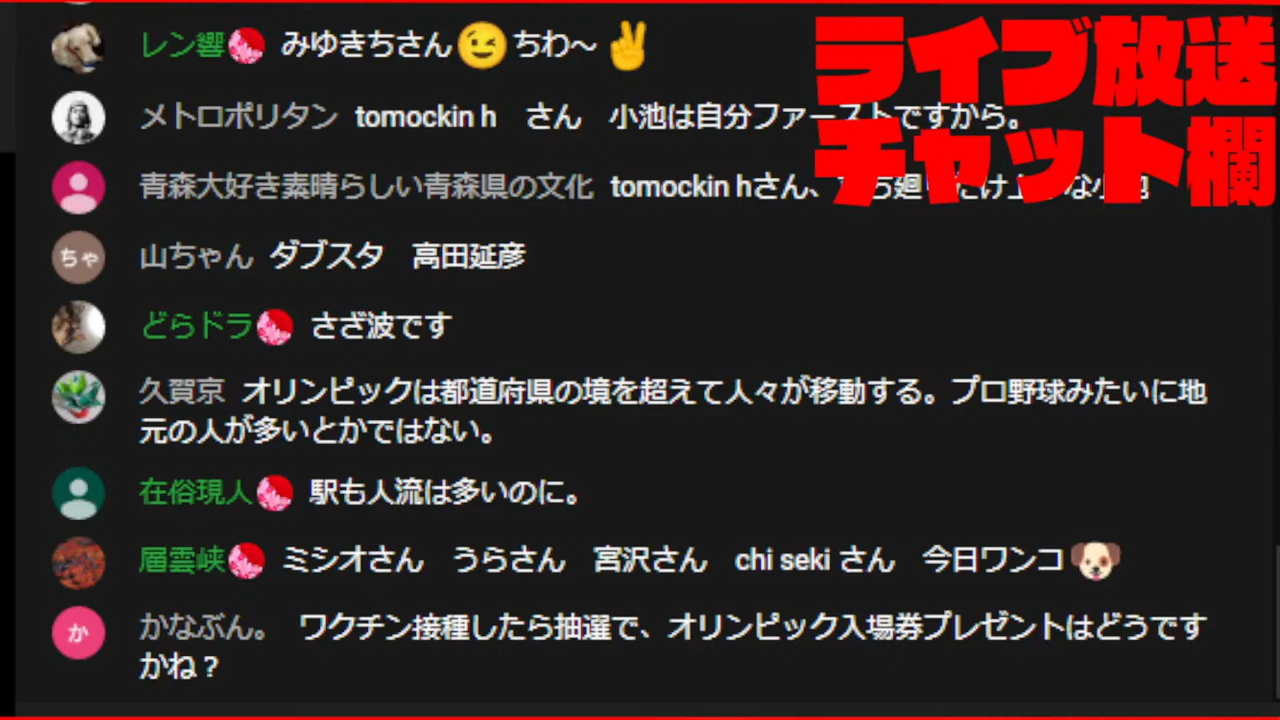 レン響 みゆきちさん😉ちわ〜✌
ライブ放送
チャット欄
メトロポリタン tomockin h さん 小池は自分ファーストですから。
青森大好き素晴らしい青森県の文化 tomockin hさん、
ちゃ
山ちゃん ダブスタ 高田延彦
どらドラ さざ波です
久賀京 オリンピックは都道府県の境を超えて人々が移動する。プロ野球みたいに地
元の人が多いとかではない。
在俗現人 駅も人流は多いのに。
層雲峡 ミシオさん うらさん 宮沢さん chi seki さん 今日ワンコ🐶
か
かなぶん。 ワクチン接種したら抽選で、オリンピック入場券プレゼントはどうです
かね？